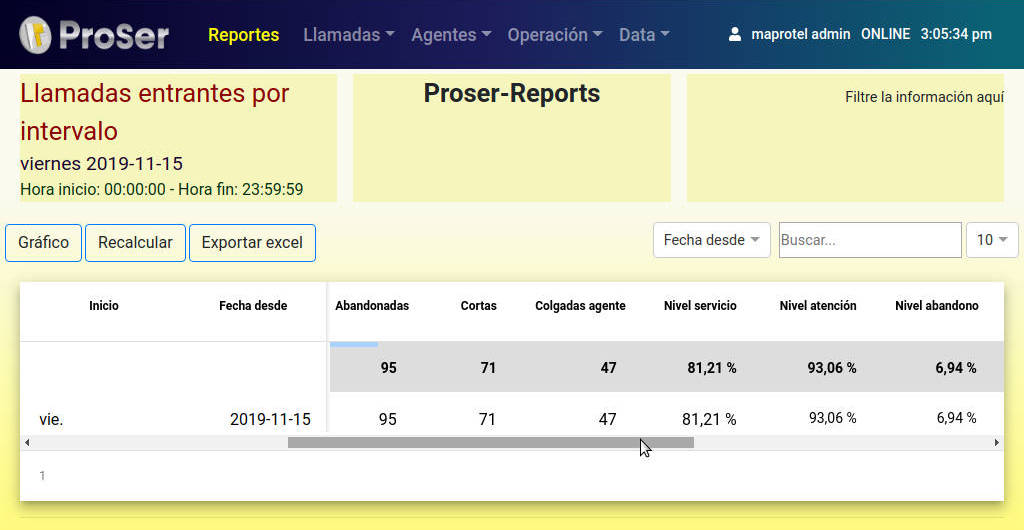 ProSer Reportes Llamadas Agentes Operación Data maprotel admin ONLINE 3:05:34 pm
Llamadas entrantes por
intervalo
viernes 2019-11-15
Hora inicio: 00:00:00 - Hora fin: 23:59:59
Proser-Reports
Filtre la información aquí
Gráfico Recalcular Exportar excel Fecha desde Buscar... 10
Inicio Fecha desde Abandonadas Cortas Colgadas agente Nivel servicio Nivel atención Nivel abandono
95 71 47 81,21 % 93,06 % 6,94 %
vie. 2019-11-15 95 71 47 81,21 % 93,06 % 6,94 %
1